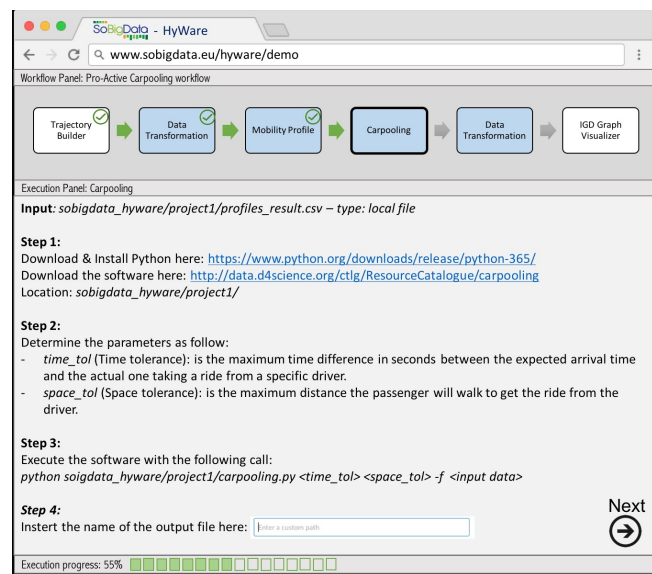 SoBigData - HyWare
www.sobigdata.eu/hyware/demo
Workflow Panel: Pro-Active Carpooling workflow
Trajectory
Builder
Data
Transformation
Mobility Profile
Carpooling
Data
Transformation
IGD Graph
Visualizer
Execution Panel: Carpooling
Input: sobigdata_hyware/project1/profiles_result.csv – type: local file
Step 1:
Download & Install Python here: https://www.python.org/downloads/release/python-365/
Download the software here: http://data.d4science.org/ctlg/ResourceCatalogue/carpooling
Location: sobigdata_hyware/project1/
Step 2:
Determine the parameters as follow:
- time_tol (Time tolerance): is the maximum time difference in seconds between the expected arrival time
and the actual one taking a ride from a specific driver.
- space_tol (Space tolerance): is the maximum distance the passenger will walk to get the ride from the
driver.
Step 3:
Execute the software with the following call:
python soigdata_hyware/project1/carpooling.py <time_tol> <space_tol> -f <input data>
Step 4:
Instert the name of the output file here: Enter a custom path
Next
Execution progress: 55%